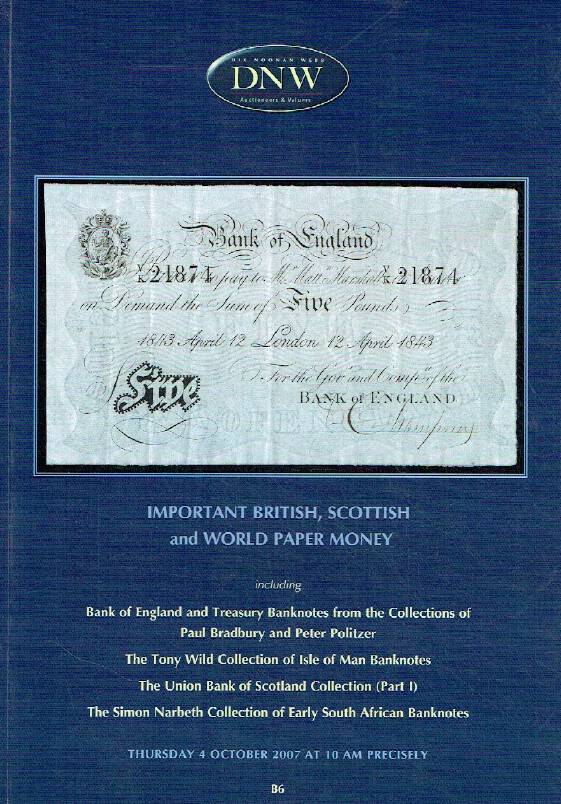 DIX NOONAN WEBB
DNW
Auctioneers & Valuers
Bank of England
21874 pay to Mr Matt Marshall 21874
on Demand the Sum of Five Pounds
1843 April 12 London 12 April 1843
For the Govr and Compa of the
BANK of ENGLAND
Five
IMPORTANT BRITISH, SCOTTISH
and WORLD PAPER MONEY
including
Bank of England and Treasury Banknotes from the Collections of
Paul Bradbury and Peter Politzer
The Tony Wild Collection of Isle of Man Banknotes
The Union Bank of Scotland Collection (Part I)
The Simon Narbeth Collection of Early South African Banknotes
THURSDAY 4 OCTOBER 2007 AT 10 AM PRECISELY
B6